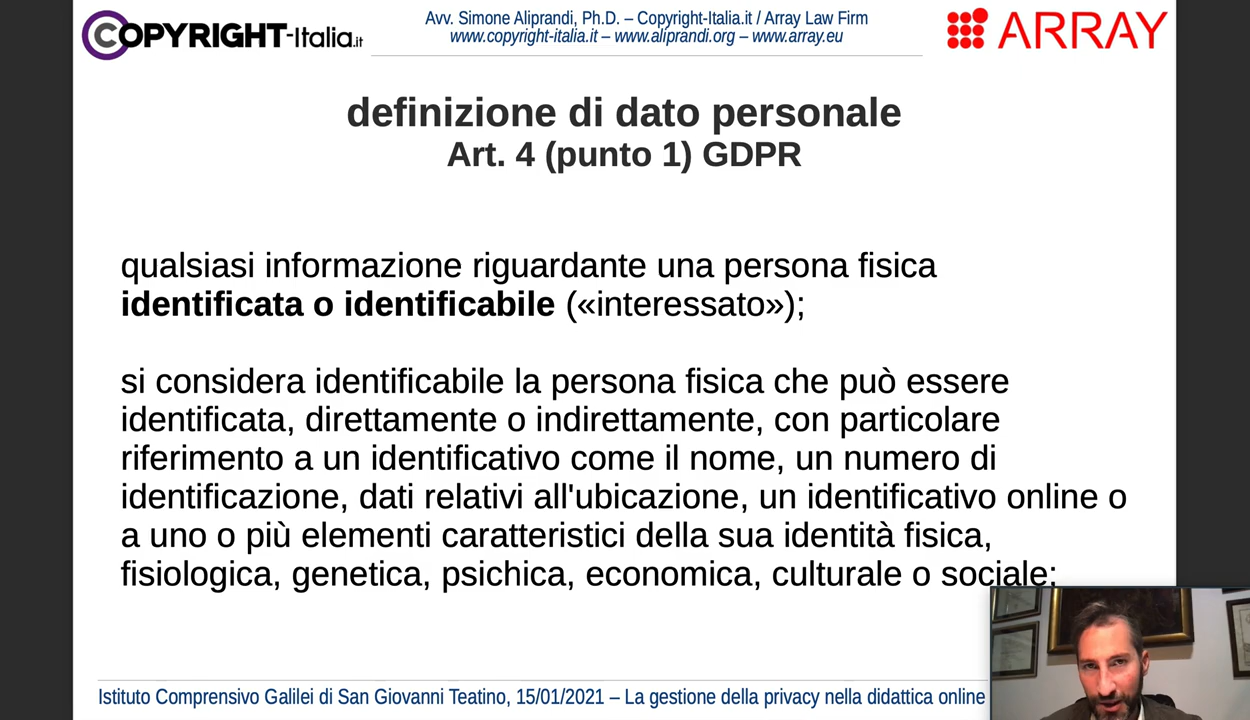 COPYRIGHT-Italia.it
Avv. Simone Aliprandi, Ph.D. – Copyright-Italia.it / Array Law Firm
www.copyright-italia.it – www.aliprandi.org – www.array.eu
ARRAY
definizione di dato personale
Art. 4 (punto 1) GDPR
qualsiasi informazione riguardante una persona fisica
identificata o identificabile («interessato»);
si considera identificabile la persona fisica che può essere
identificata, direttamente o indirettamente, con particolare
riferimento a un identificativo come il nome, un numero di
identificazione, dati relativi all'ubicazione, un identificativo online o
a uno o più elementi caratteristici della sua identità fisica,
fisiologica, genetica, psichica, economica, culturale o sociale;
Istituto Comprensivo Galilei di San Giovanni Teatino, 15/01/2021 – La gestione della privacy nella didattica online